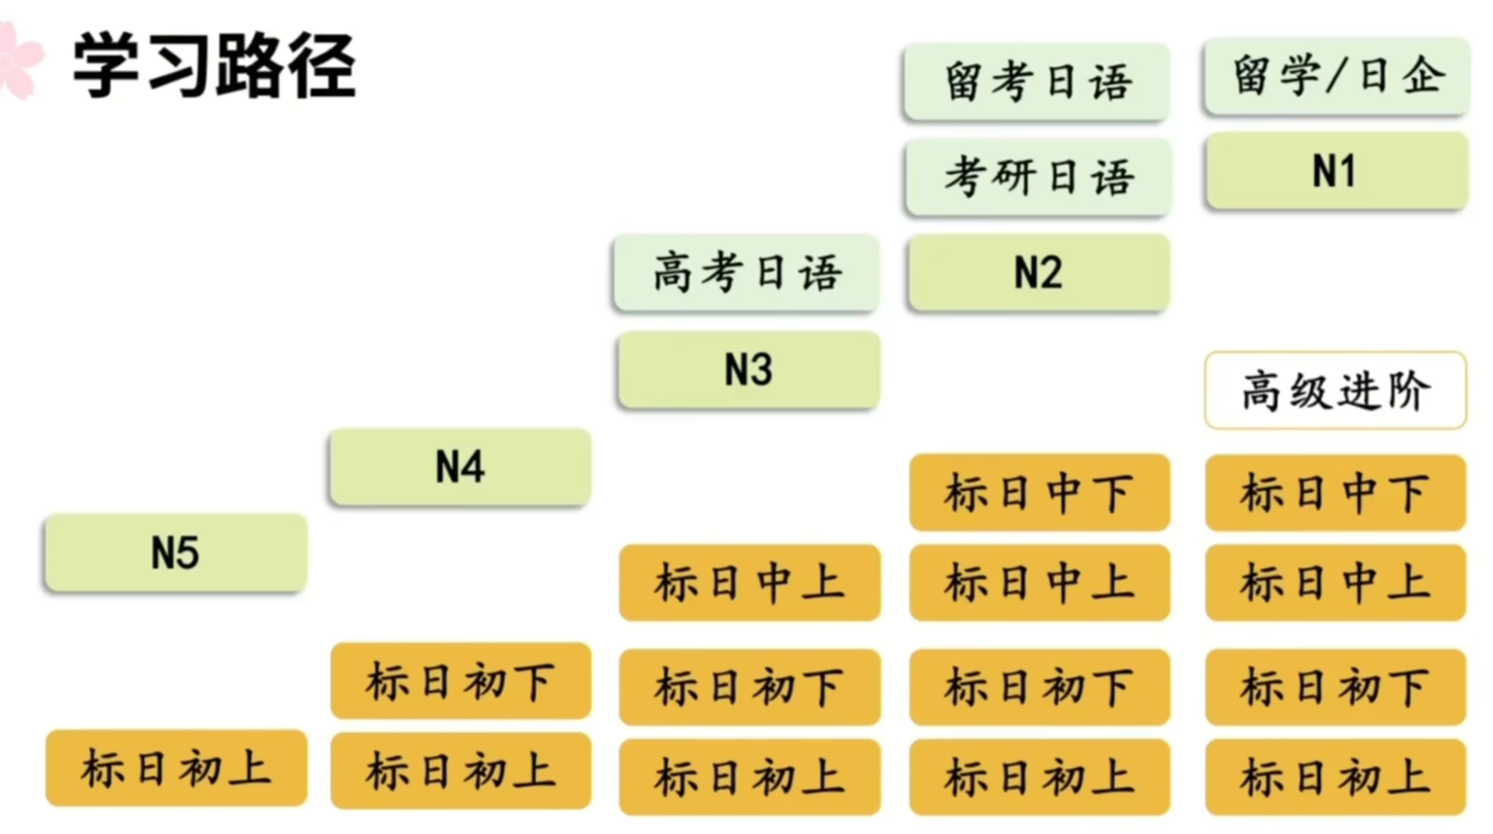 学习路径
留考日语
留学/日企
考研日语
N1
高考日语
N2
N3
高级进阶
N4
标日中下
标日中下
N5
标日中上
标日中上
标日中上
标日初下
标日初下
标日初下
标日初下
标日初上
标日初上
标日初上
标日初上
标日初上